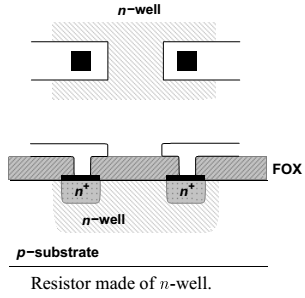 n-well
FOX
n+ n+
n-well
p-substrate
Resistor made of n-well.